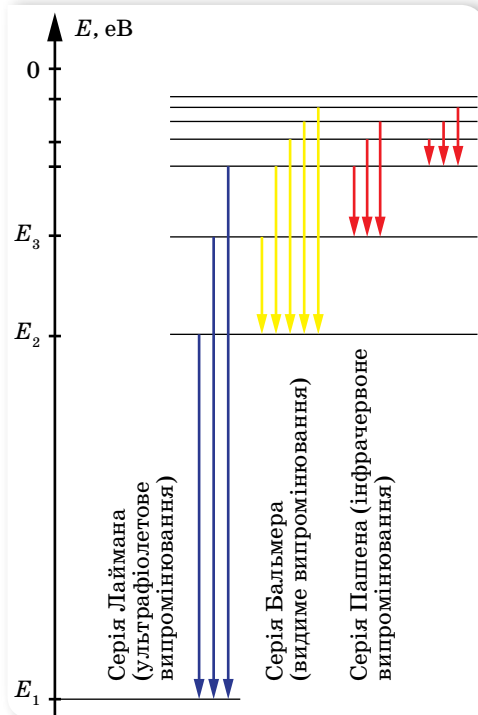 E, еВ
0
E₃
E₂
E₁
Серія Лаймана
(ультрафіолетове
випромінювання)
Серія Бальмера
(видиме випромінювання)
Серія Пашена (інфрачервоне
випромінювання)